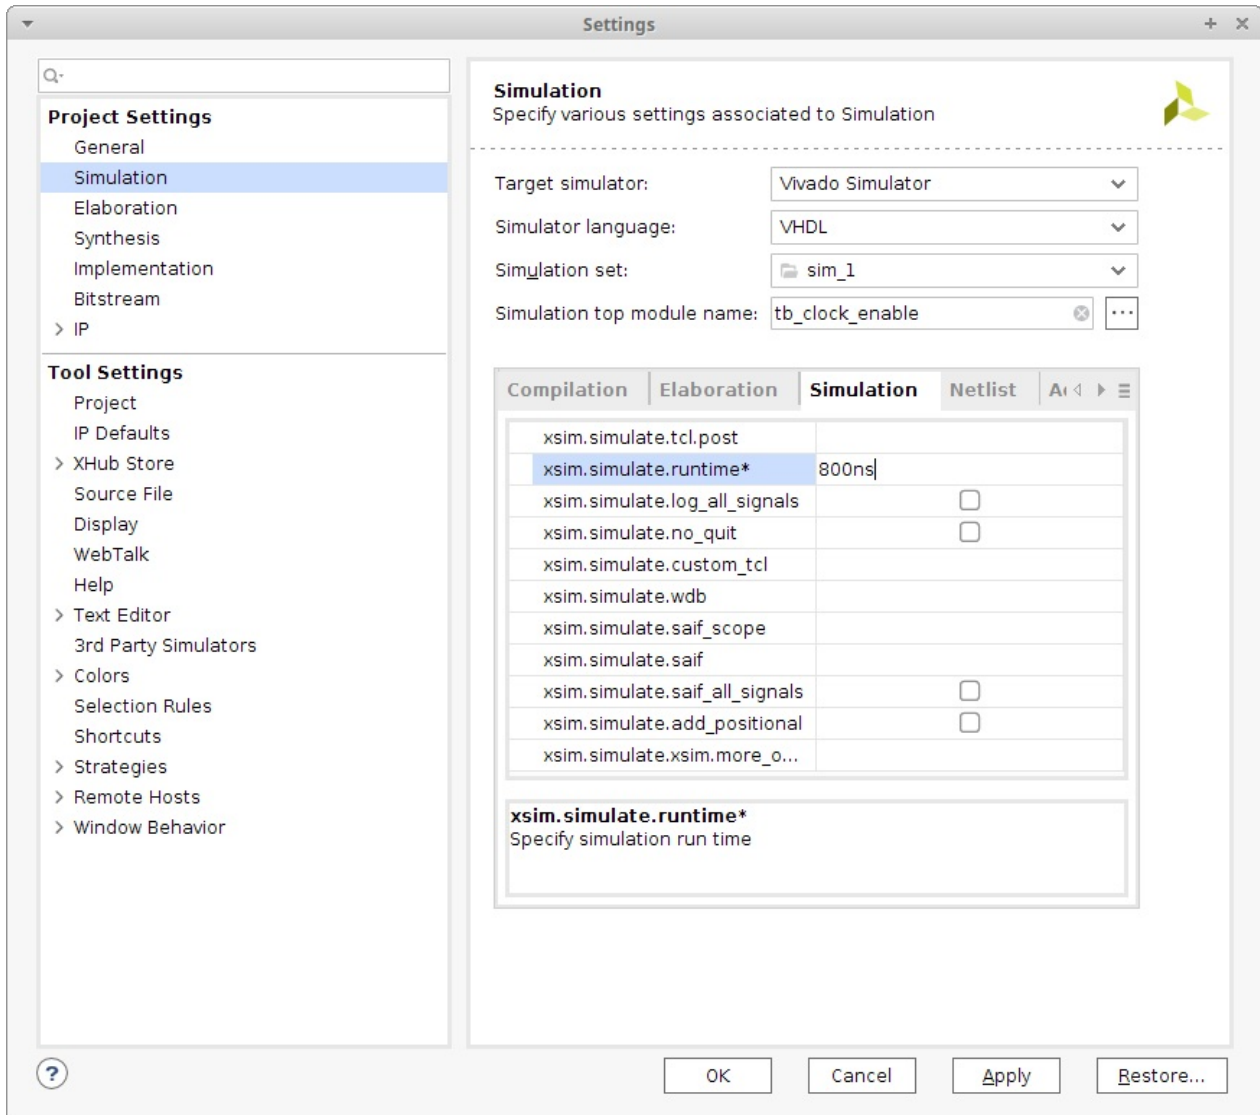 Settings
Project Settings
General
Simulation
Elaboration
Synthesis
Implementation
Bitstream
IP
Tool Settings
Project
IP Defaults
XHub Store
Source File
Display
WebTalk
Help
Text Editor
3rd Party Simulators
Colors
Selection Rules
Shortcuts
Strategies
Remote Hosts
Window Behavior
Simulation
Specify various settings associated to Simulation
Target simulator: Vivado Simulator
Simulator language: VHDL
Simulation set: sim_1
Simulation top module name: tb_clock_enable ...
Compilation Elaboration Simulation Netlist
xsim.simulate.tcl.post
xsim.simulate.runtime* 800ns
xsim.simulate.log_all_signals
xsim.simulate.no_quit
xsim.simulate.custom_tcl
xsim.simulate.wdb
xsim.simulate.saif_scope
xsim.simulate.saif
xsim.simulate.saif_all_signals
xsim.simulate.add_positional
xsim.simulate.xsim.more_o...
xsim.simulate.runtime*
Specify simulation run time
? OK Cancel Apply Restore...